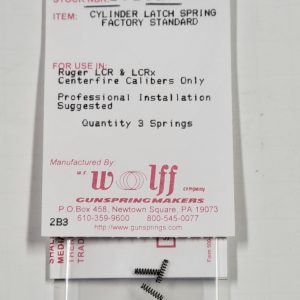 STOCK NBR:
ITEM: CYLINDER LATCH SPRING
FACTORY STANDARD
FOR USE IN:
Ruger LCR & LCRx
Centerfire Calibers Only
Professional Installation
Suggested
Quantity 3 Springs
Manufactured By:
W.C.
wolff
company
GUNSPRINGMAKERS
P.O Box 458, Newtown Square, PA 19073
610-359-9600 800-545-0077
http://www.gunsprings.com
2B3